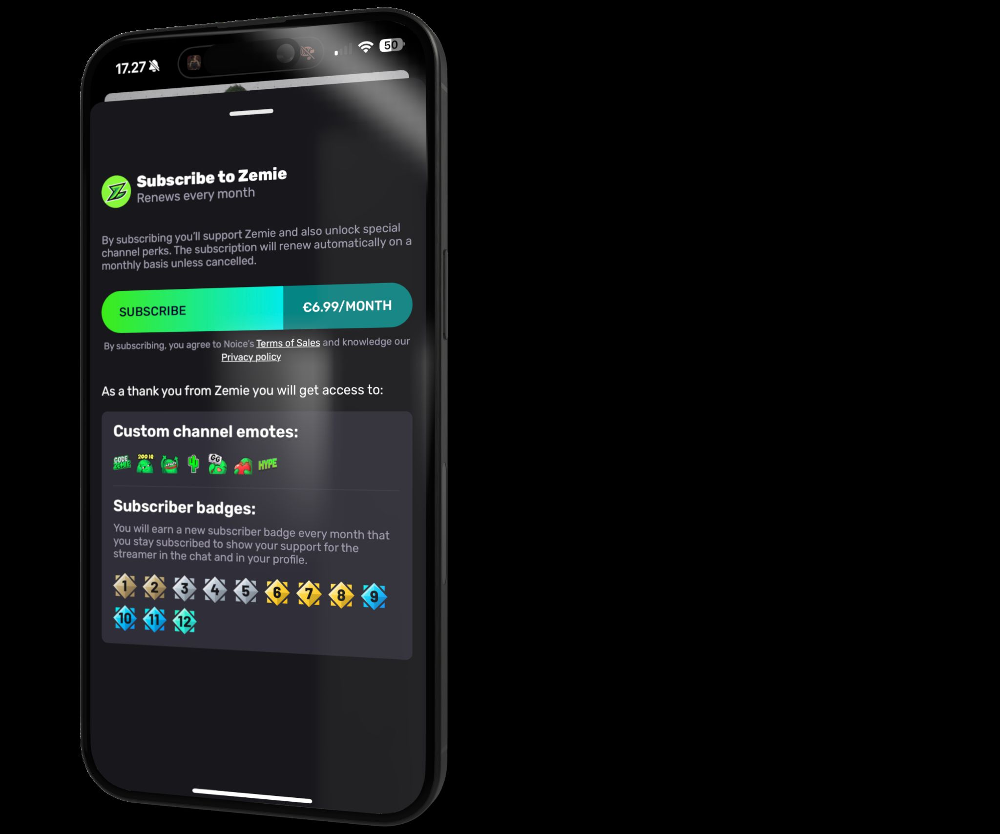 17.27
50
Subscribe to Zemie
Renews every month
By subscribing you'll support Zemie and also unlock special
channel perks. The subscription will renew automatically on a
monthly basis unless cancelled.
SUBSCRIBE €6.99/MONTH
By subscribing, you agree to Noice's Terms of Sales and knowledge our
Privacy policy
As a thank you from Zemie you will get access to:
Custom channel emotes:
CODE
ZEMIE
200 IQ
GG
HYPE
Subscriber badges:
You will earn a new subscriber badge every month that
you stay subscribed to show your support for the
streamer in the chat and in your profile.
1 2 3 4 5 6 7 8 9
10 11 12